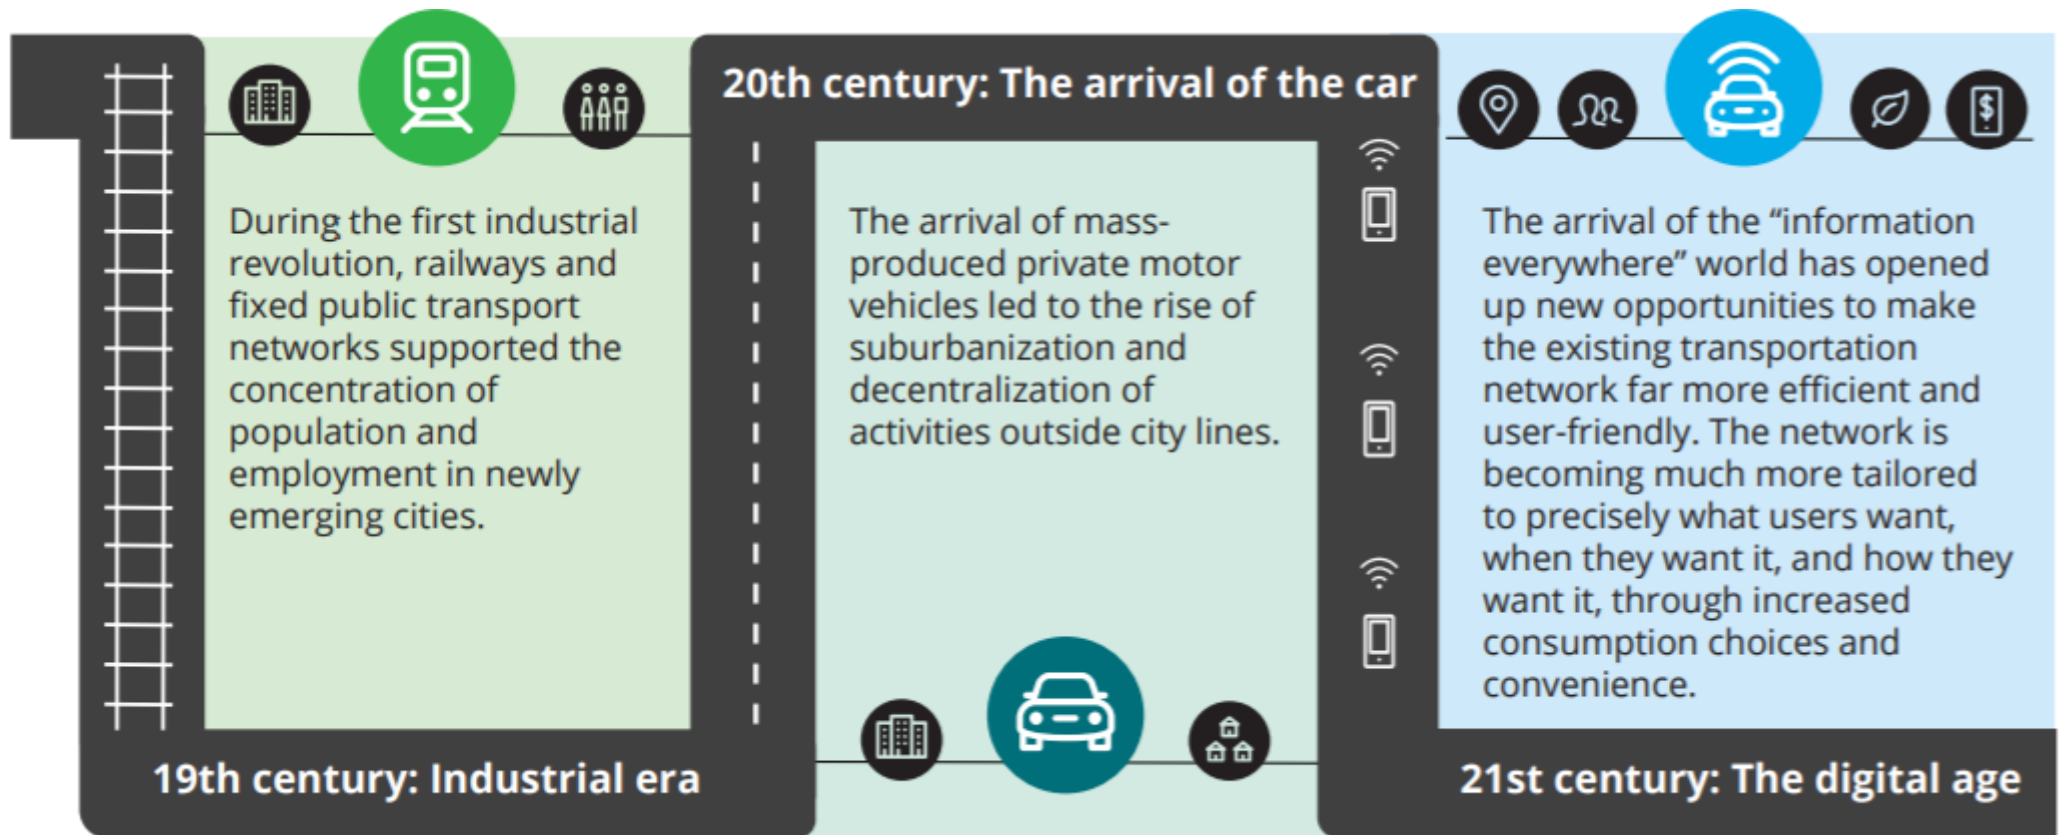 During the first industrial
revolution, railways and
fixed public transport
networks supported the
concentration of
population and
employment in newly
emerging cities.
19th century: Industrial era
20th century: The arrival of the car
The arrival of mass-
produced private motor
vehicles led to the rise of
suburbanization and
decentralization of
activities outside city lines.
$
The arrival of the “information
everywhere” world has opened
up new opportunities to make
the existing transportation
network far more efficient and
user-friendly. The network is
becoming much more tailored
to precisely what users want,
when they want it, and how they
want it, through increased
consumption choices and
convenience.
21st century: The digital age